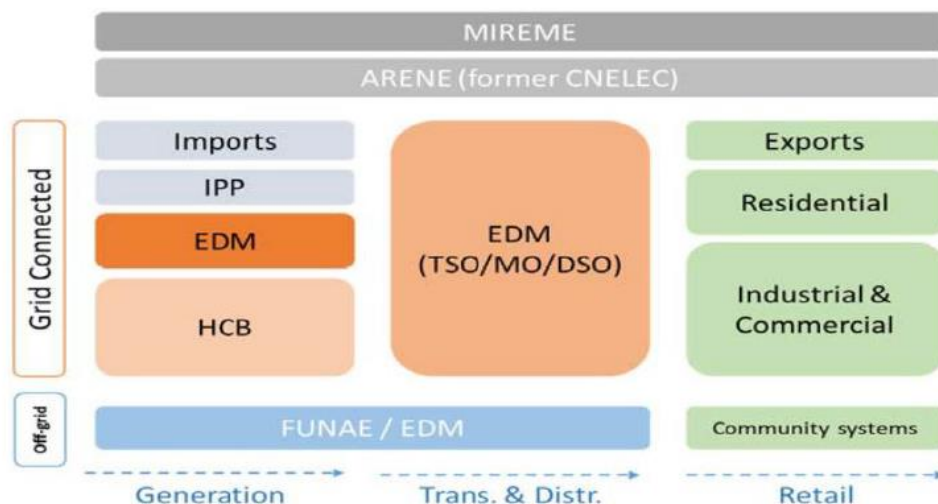 MIREME
ARENE (former CNELEC)
Grid Connected
Imports
IPP
EDM
HCB
EDM
(TSO/MO/DSO)
Exports
Residential
Industrial &
Commercial
Off-grid
FUNAE / EDM
Community systems
Generation
Trans. & Distr.
Retail